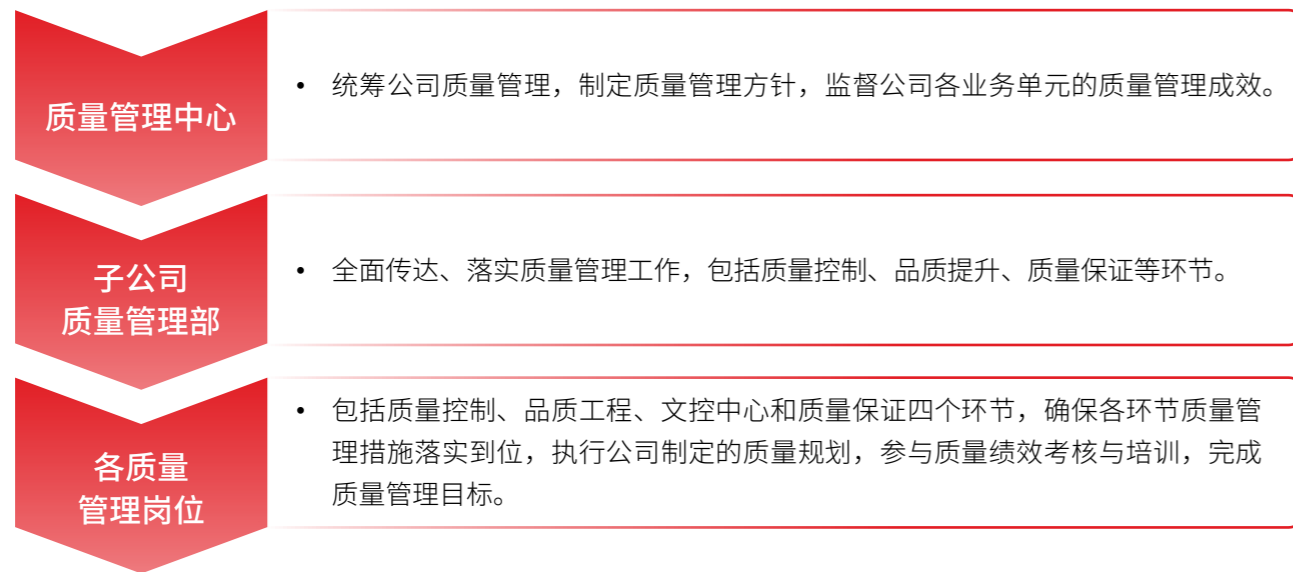 质量管理中心
• 统筹公司质量管理，制定质量管理方针，监督公司各业务单元的质量管理成效。
子公司
质量管理部
• 全面传达、落实质量管理工作，包括质量控制、品质提升、质量保证等环节。
各质量
管理岗位
• 包括质量控制、品质工程、文控中心和质量保证四个环节，确保各环节质量管
理措施落实到位，执行公司制定的质量规划，参与质量绩效考核与培训，完成
质量管理目标。